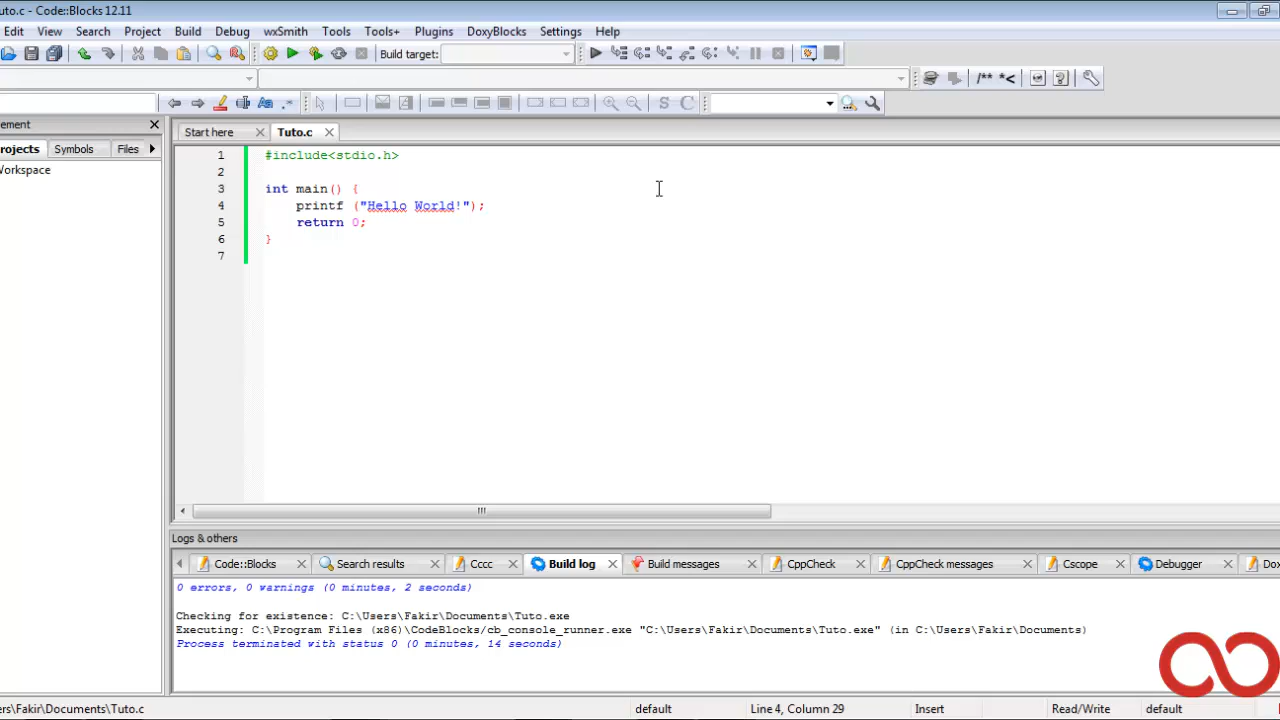 Tuto.c - Code::Blocks 12.11
Edit View Search Project Build Debug wxSmith Tools Tools+ Plugins DoxyBlocks Settings Help
Build target:
/** *<
S C
ement
Start here Tuto.c
rojects Symbols Files
Workspace
1 #include<stdio.h>
2
3 int main() {
4 printf ("Hello World!");
5 return 0;
6 }
7
Logs & others
Code::Blocks Search results Cccc Build log Build messages CppCheck CppCheck messages Cscope Debugger Dox
0 errors, 0 warnings (0 minutes, 2 seconds)
Checking for existence: C:\Users\Fakir\Documents\Tuto.exe
Executing: C:\Program Files (x86)\CodeBlocks/cb_console_runner.exe "C:\Users\Fakir\Documents\Tuto.exe" (in C:\Users\Fakir\Documents)
Process terminated with status 0 (0 minutes, 14 seconds)
ers\Fakir\Documents\Tuto.c default Line 4, Column 29 Insert Read/Write default